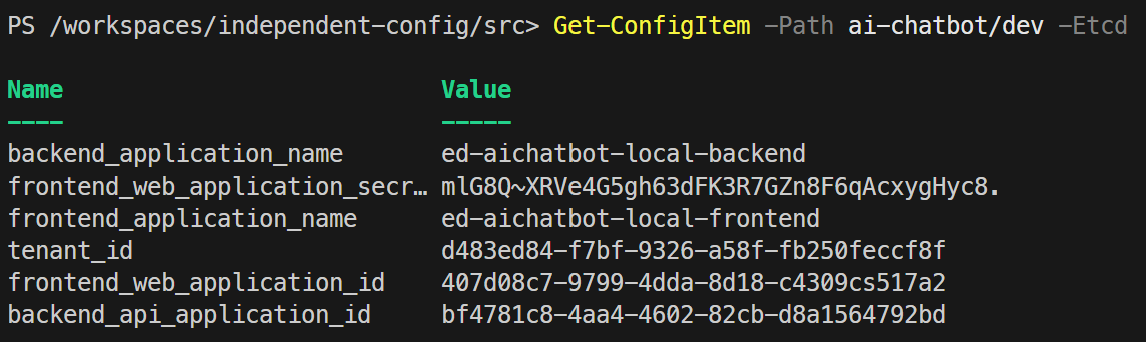 PS /workspaces/independent-config/src> Get-ConfigItem -Path ai-chatbot/dev -Etcd
Name Value
---- -----
backend_application_name ed-aichatbot-local-backend
frontend_web_application_secr… mlG8Q~XRVe4G5gh63dFK3R7GZn8F6qAcxygHyc8.
frontend_application_name ed-aichatbot-local-frontend
tenant_id d483ed84-f7bf-9326-a58f-fb250feccf8f
frontend_web_application_id 407d08c7-9799-4dda-8d18-c4309cs517a2
backend_api_application_id bf4781c8-4aa4-4602-82cb-d8a1564792bd